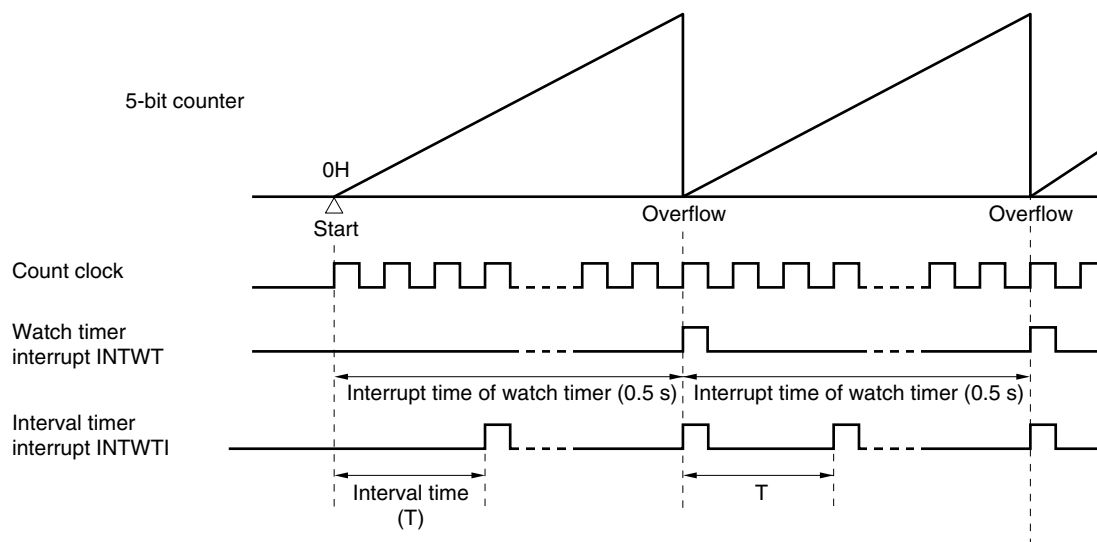 5-bit counter
0H
Start
Overflow
Overflow
Count clock
Watch timer
interrupt INTWT
Interrupt time of watch timer (0.5 s)
Interrupt time of watch timer (0.5 s)
Interval timer
interrupt INTWTI
Interval time
(T)
T